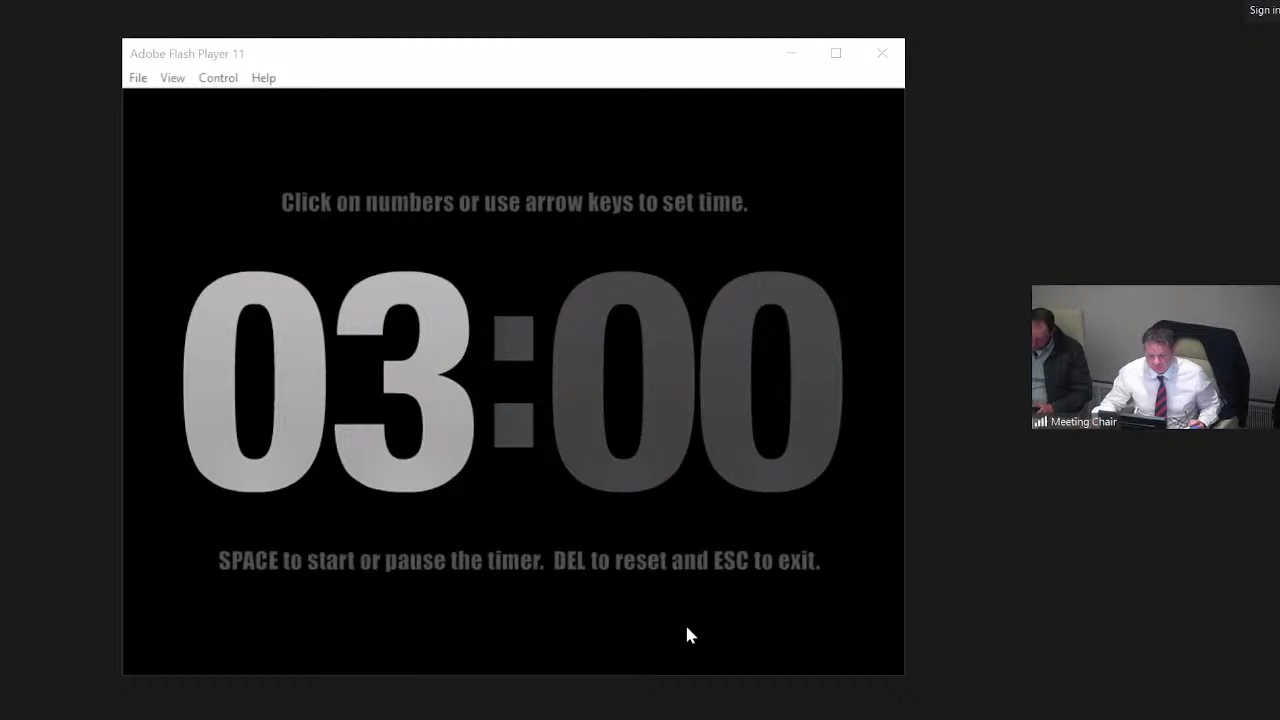 Sign in
Adobe Flash Player 11
File View Control Help
Click on numbers or use arrow keys to set time.
03:00
SPACE to start or pause the timer. DEL to reset and ESC to exit.
Meeting Chair